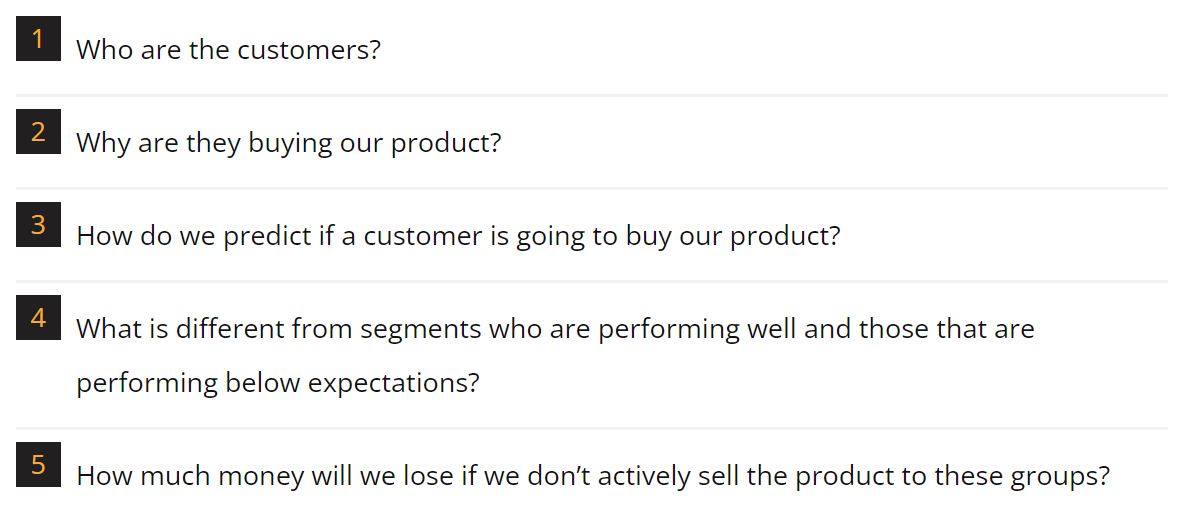 1 Who are the customers?
2 Why are they buying our product?
3 How do we predict if a customer is going to buy our product?
4 What is different from segments who are performing well and those that are
performing below expectations?
5 How much money will we lose if we don’t actively sell the product to these groups?